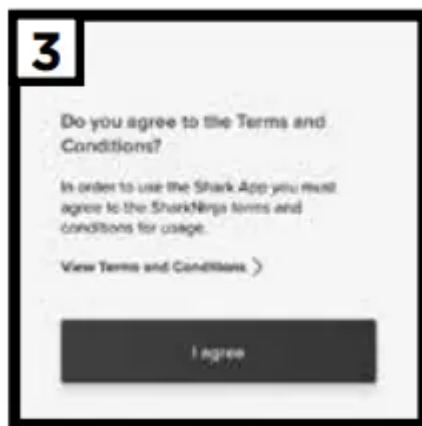 3
Do you agree to the Terms and
Conditions?
In order to use the Shark App you must
agree to the SharkNinja terms and
conditions for usage.
View Terms and Conditions >
I agree